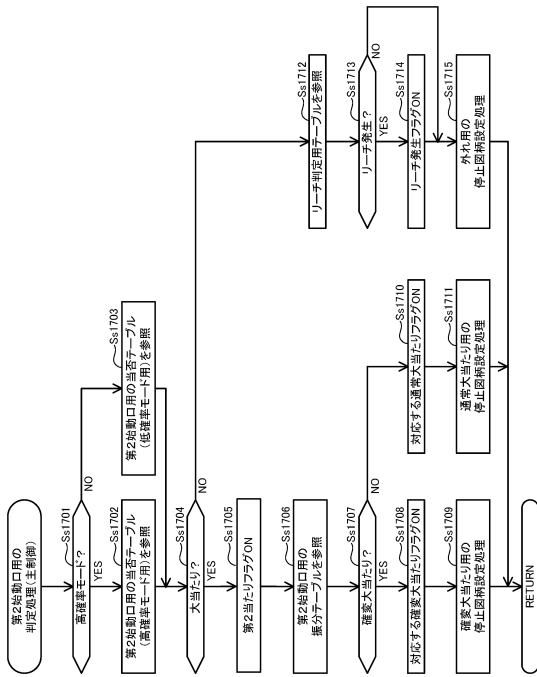 第2始動口用の
判定処理(主制御)
Ss1701
高確率モード?
YES
NO
Ss1702
第2始動口用の当否テーブル
(高確率モード用)を参照
Ss1703
第2始動口用の当否テーブル
(低確率モード用)を参照
Ss1704
大当たり?
YES
NO
Ss1705
第2当たりフラグON
Ss1706
第2始動口用の
振分テーブルを参照
Ss1707
確変大当たり?
YES
NO
Ss1708
対応する確変大当たりフラグON
Ss1709
確変大当たり用の
停止図柄設定処理
Ss1710
対応する通常大当たりフラグON
Ss1711
通常大当たり用の
停止図柄設定処理
Ss1712
リーチ判定用テーブルを参照
Ss1713
リーチ発生?
YES
NO
Ss1714
リーチ発生フラグON
Ss1715
外れ用の
停止図柄設定処理
RETURN